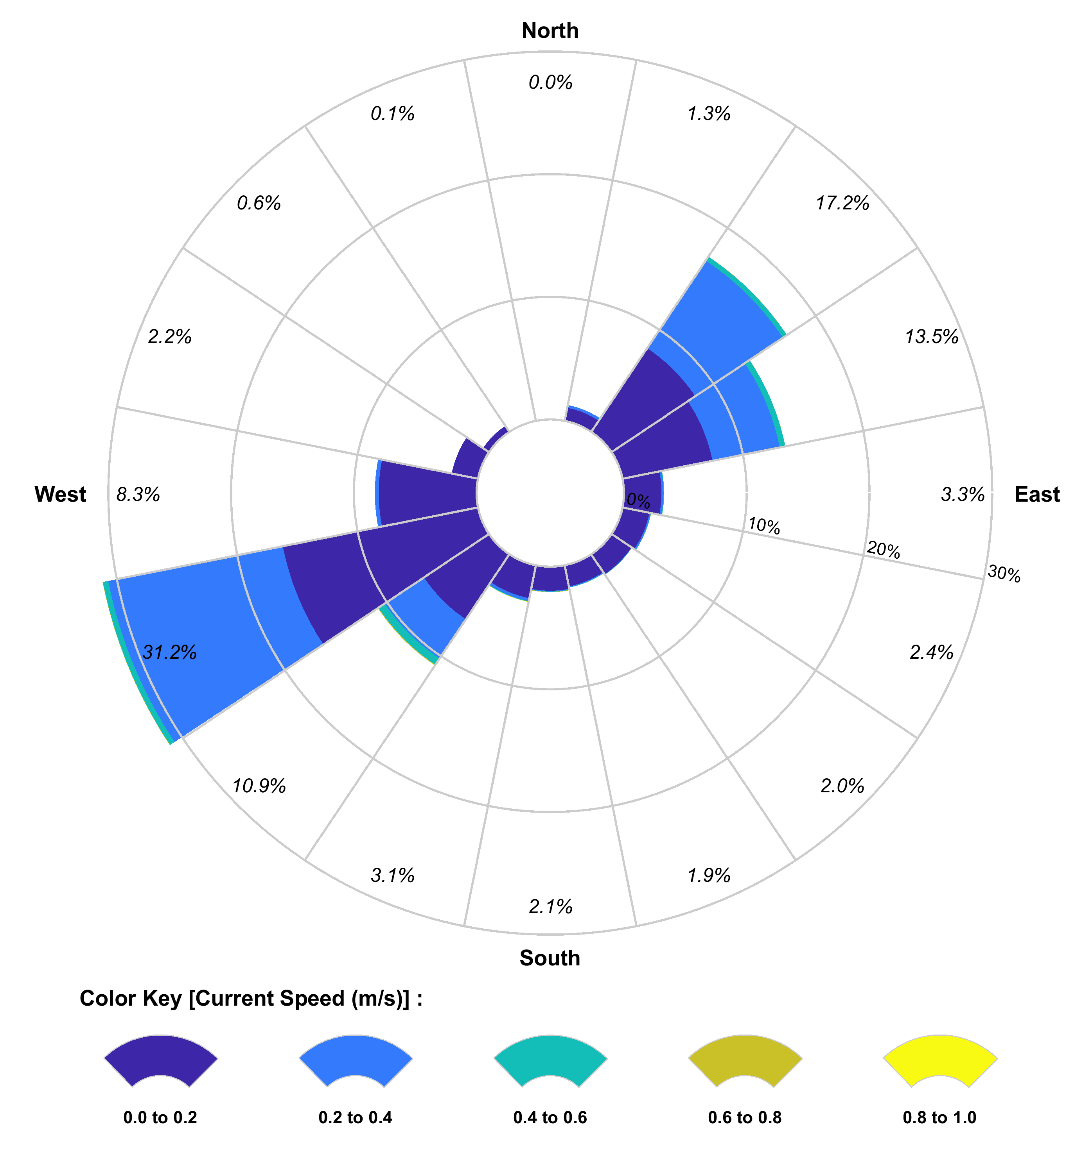 North
0.0%
0.1%
1.3%
0.6%
17.2%
2.2%
13.5%
West
8.3%
0%
3.3%
East
10%
20%
30%
31.2%
2.4%
10.9%
2.0%
3.1%
1.9%
2.1%
South
Color Key [Current Speed (m/s)] :
0.0 to 0.2
0.2 to 0.4
0.4 to 0.6
0.6 to 0.8
0.8 to 1.0